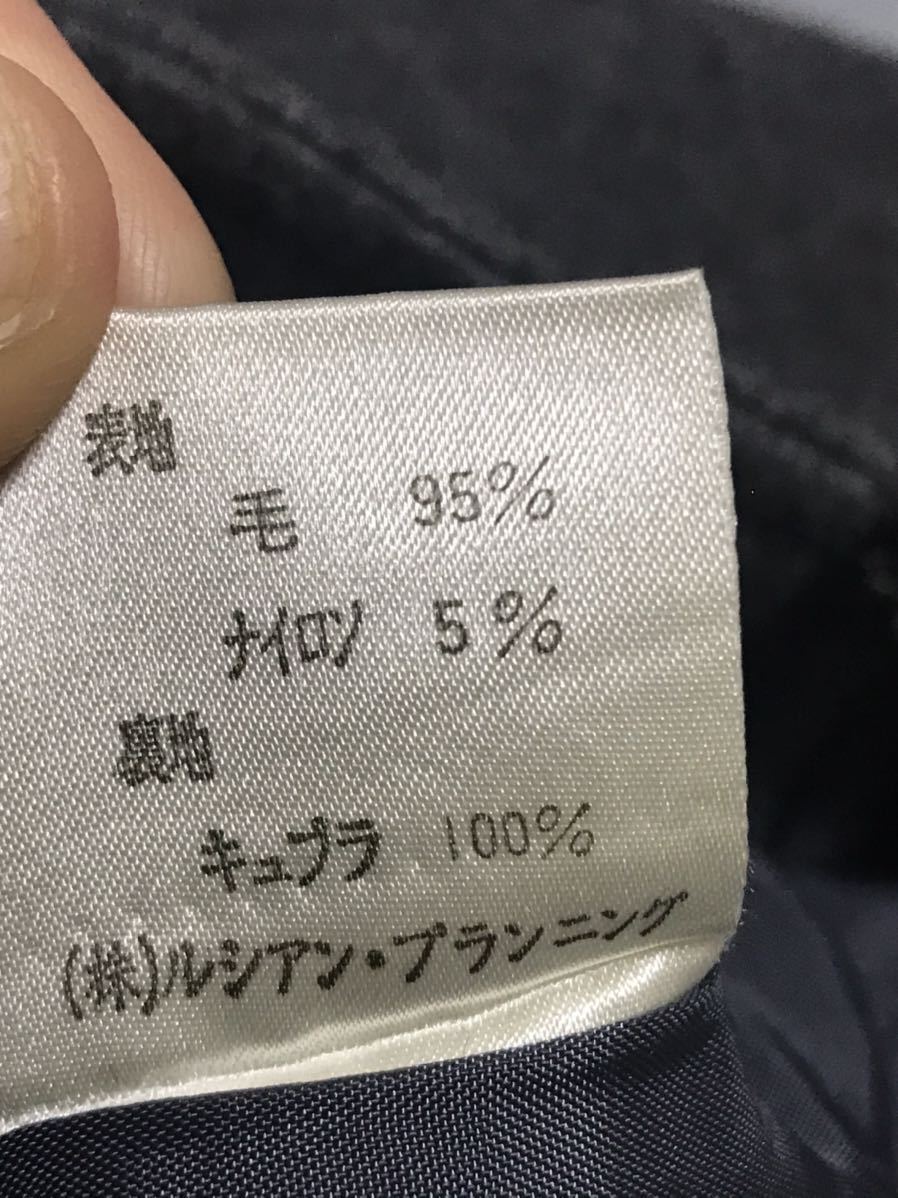 表地
毛 95%
ナイロン 5%
裏地
キュプラ 100%
(株)ルシアン・プランニング